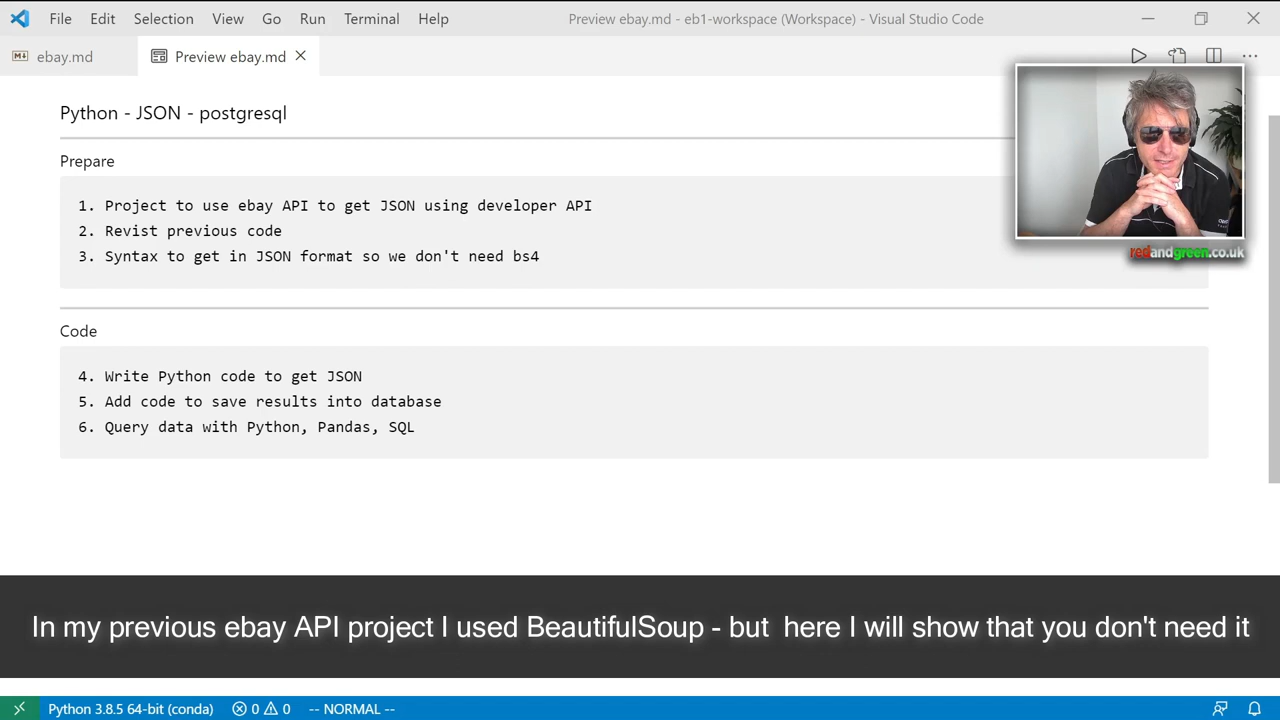 File Edit Selection View Go Run Terminal Help Preview ebay.md - eb1-workspace (Workspace) - Visual Studio Code
ebay.md Preview ebay.md
Python - JSON - postgresql
Prepare
1. Project to use ebay API to get JSON using developer API
2. Revist previous code
3. Syntax to get in JSON format so we don't need bs4
redandgreen.co.uk
Code
4. Write Python code to get JSON
5. Add code to save results into database
6. Query data with Python, Pandas, SQL
In my previous ebay API project I used BeautifulSoup - but here I will show that you don't need it
Python 3.8.5 64-bit (conda) 0 0 -- NORMAL --